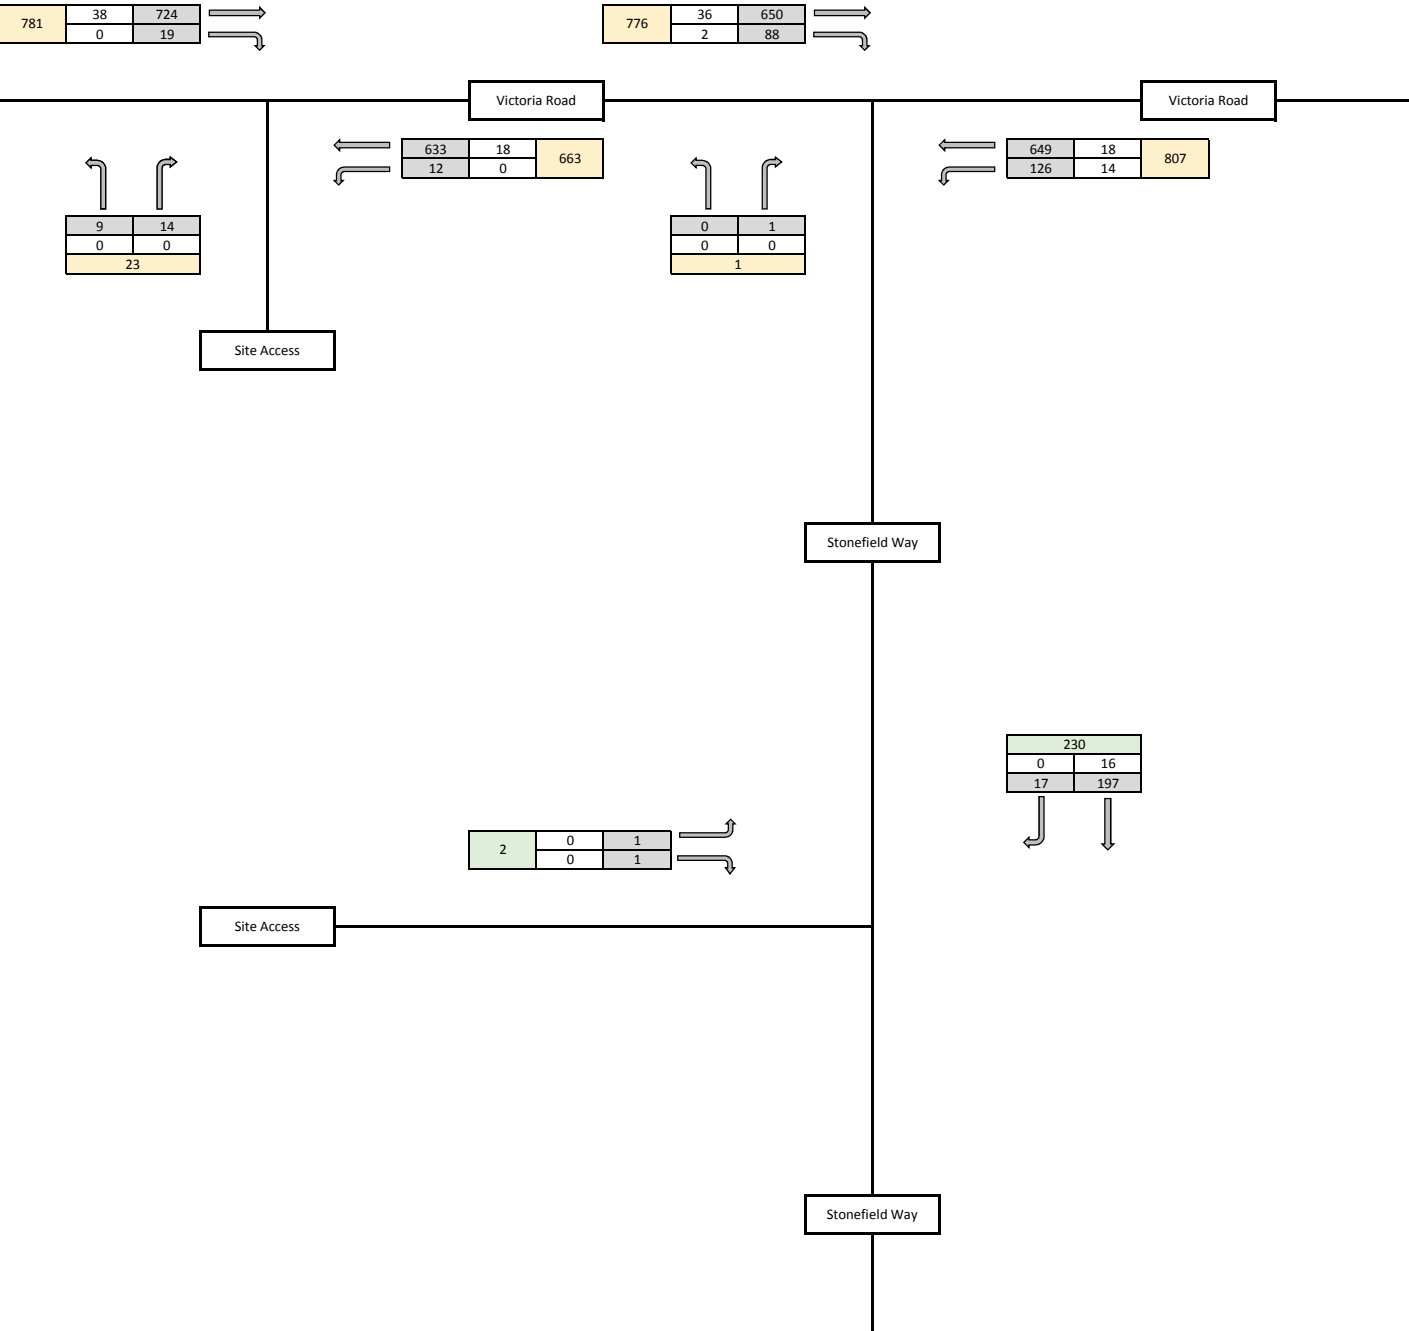 781 38 724
0 19
776 36 650
2 88
Victoria Road
Victoria Road
633 18 663
12 0
649 18 807
126 14
9 14
0 0
23
0 1
0 0
1
Site Access
Stonefield Way
230
0 16
17 197
2 0 1
0 1
Site Access
Stonefield Way